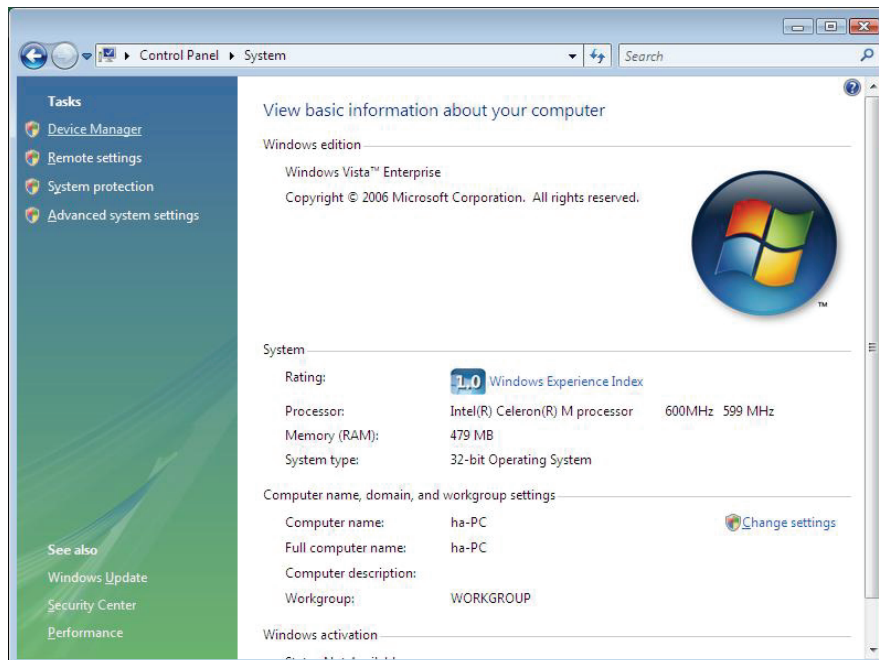 Control Panel ▸ System
Search
Tasks
Device Manager
Remote settings
System protection
Advanced system settings
See also
Windows Update
Security Center
Performance
View basic information about your computer
Windows edition
Windows Vista™ Enterprise
Copyright © 2006 Microsoft Corporation. All rights reserved.
TM
System
Rating: 1.0 Windows Experience Index
Processor: Intel(R) Celeron(R) M processor 600MHz 599 MHz
Memory (RAM): 479 MB
System type: 32-bit Operating System
Computer name, domain, and workgroup settings
Computer name: ha-PC Change settings
Full computer name: ha-PC
Computer description:
Workgroup: WORKGROUP
Windows activation